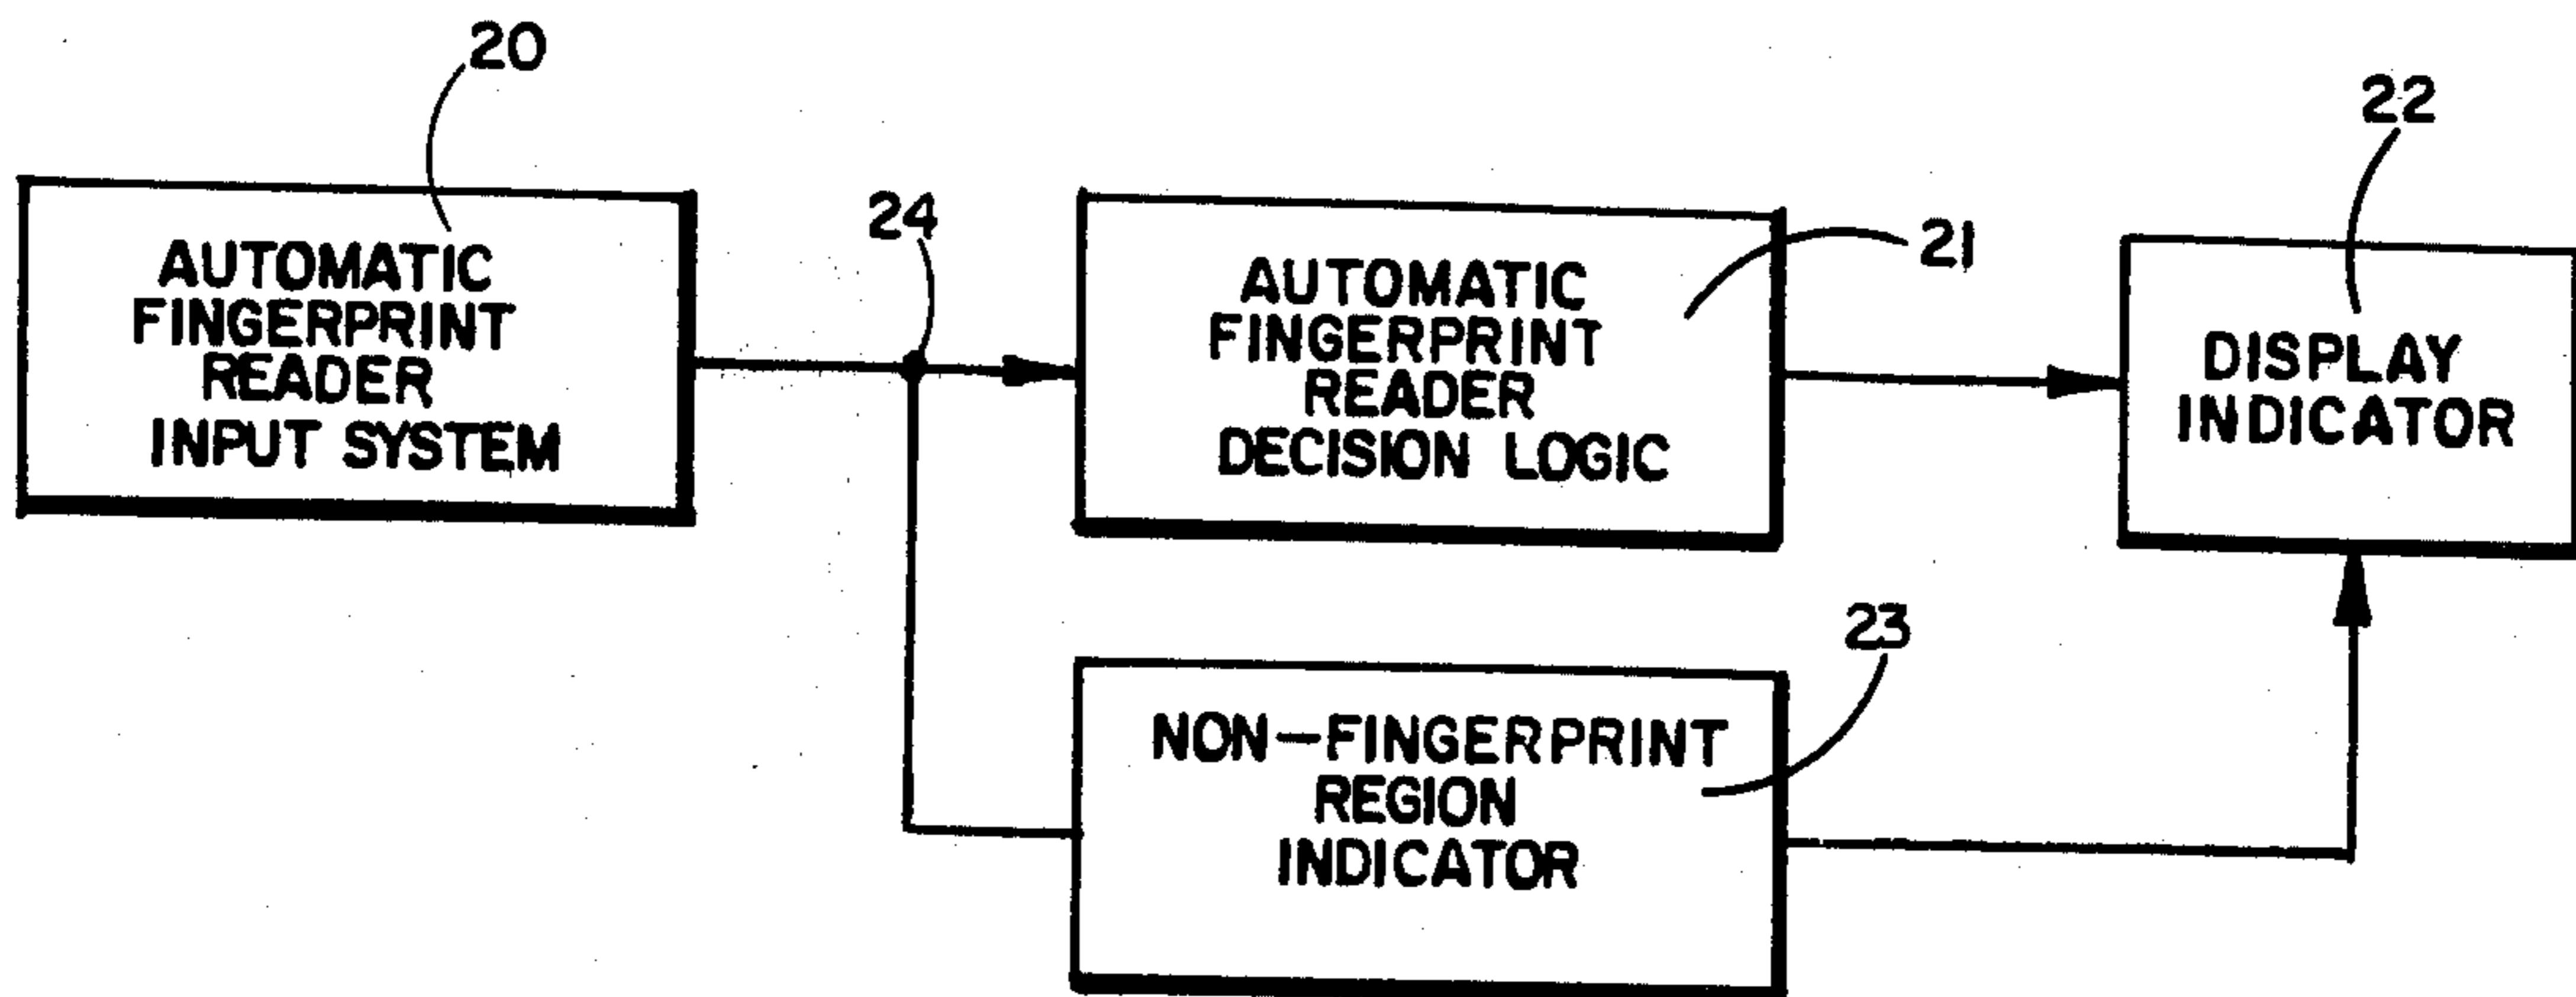 20
AUTOMATIC
FINGERPRINT
READER
INPUT SYSTEM
24
AUTOMATIC
FINGERPRINT
READER
DECISION LOGIC
21
22
DISPLAY
INDICATOR
23
NON-FINGERPRINT
REGION
INDICATOR